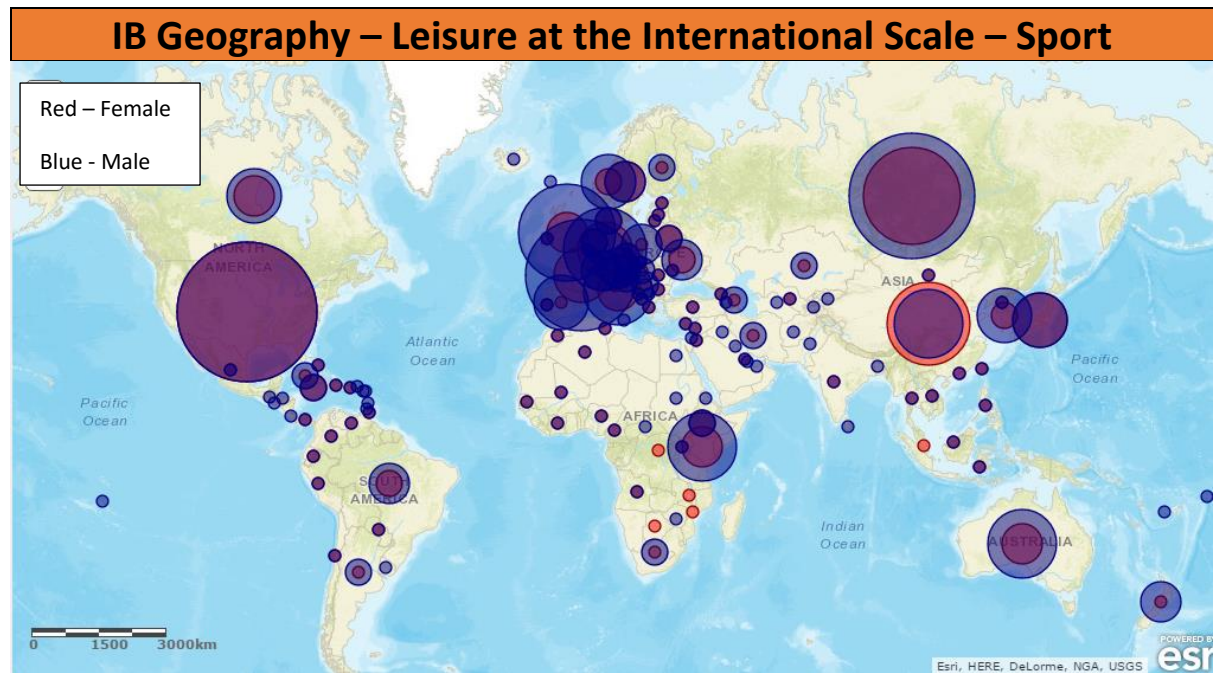 IB Geography – Leisure at the International Scale – Sport
Red – Female
Blue - Male
NORTH
AMERICA
ASIA
Atlantic
Ocean
Pacific
Ocean
Pacific
Ocean
AFRICA
SOUTH
AMERICA
Indian
Ocean
AUSTRALIA
0 1500 3000km
POWERED BY
esri
Esri, HERE, DeLorme, NGA, USGS